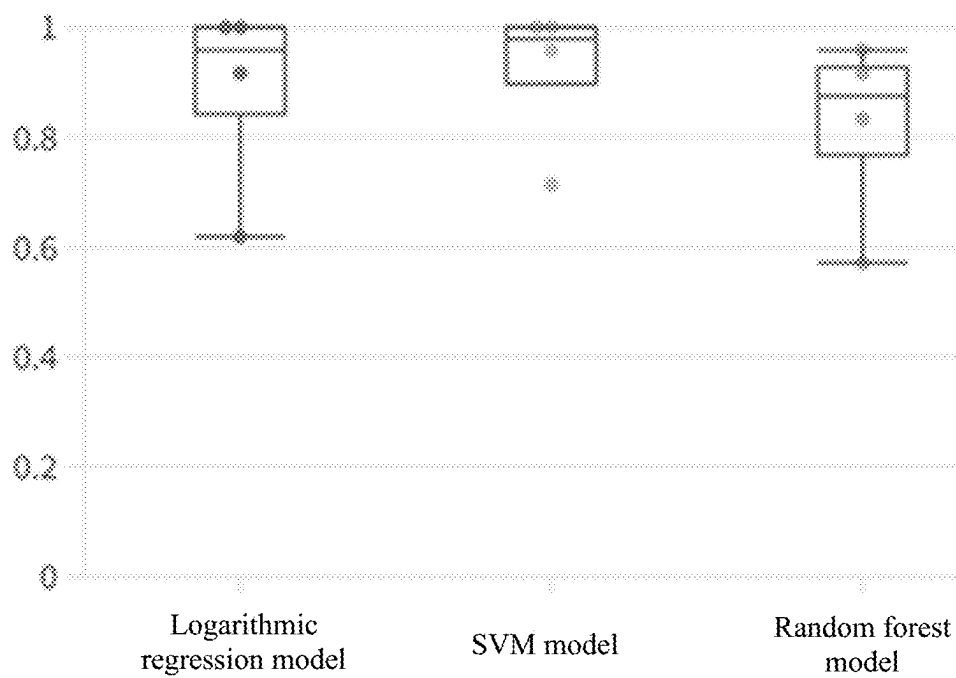 1
0.8
0.6
0.4
0.2
0
Logarithmic
regression model
SVM model
Random forest
model